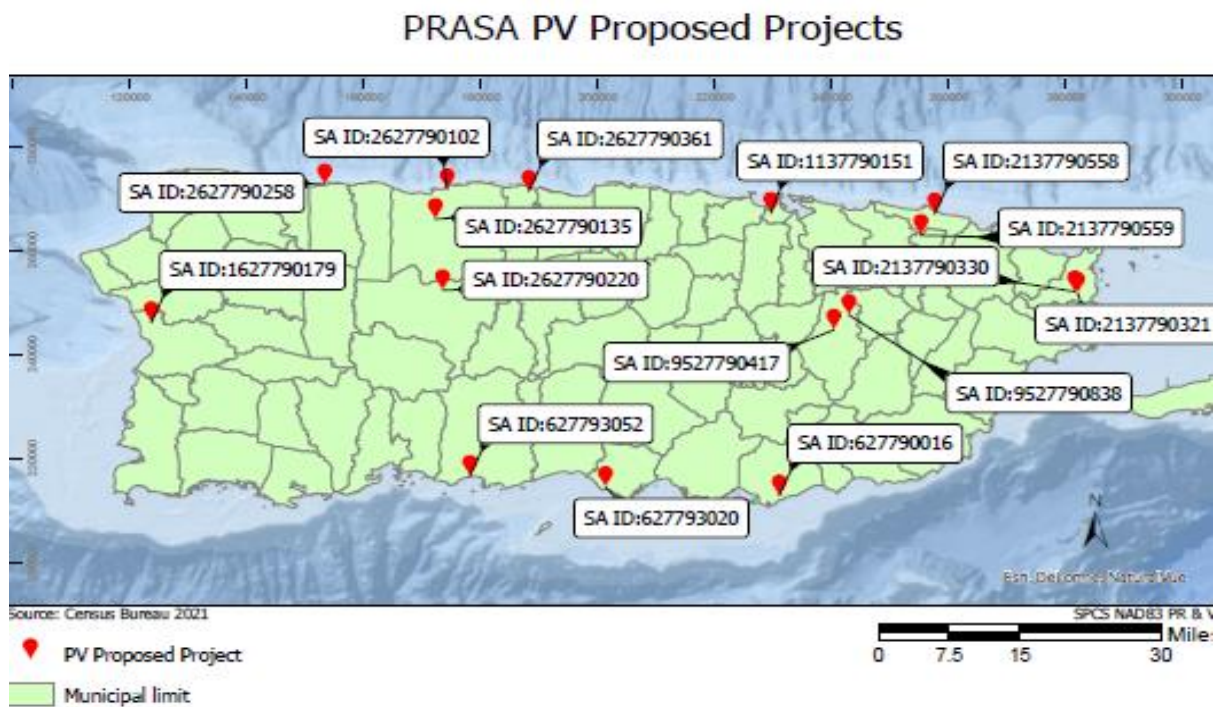 PRASA PV Proposed Projects
SA ID:2627790102
SA ID:2627790361
SA ID:1137790151
SA ID:2137790558
SA ID:2627790258
SA ID:2627790135
SA ID:2137790559
SA ID:1627790179
SA ID:2627790220
SA ID:2137790330
SA ID:2137790321
SA ID:9527790417
SA ID:9527790838
SA ID:627793052
SA ID:627790016
SA ID:627793020
N
Source: Census Bureau 2021
SPCS NAD83 PR & V
PV Proposed Project
Miles
0 7.5 15 30
Municipal limit